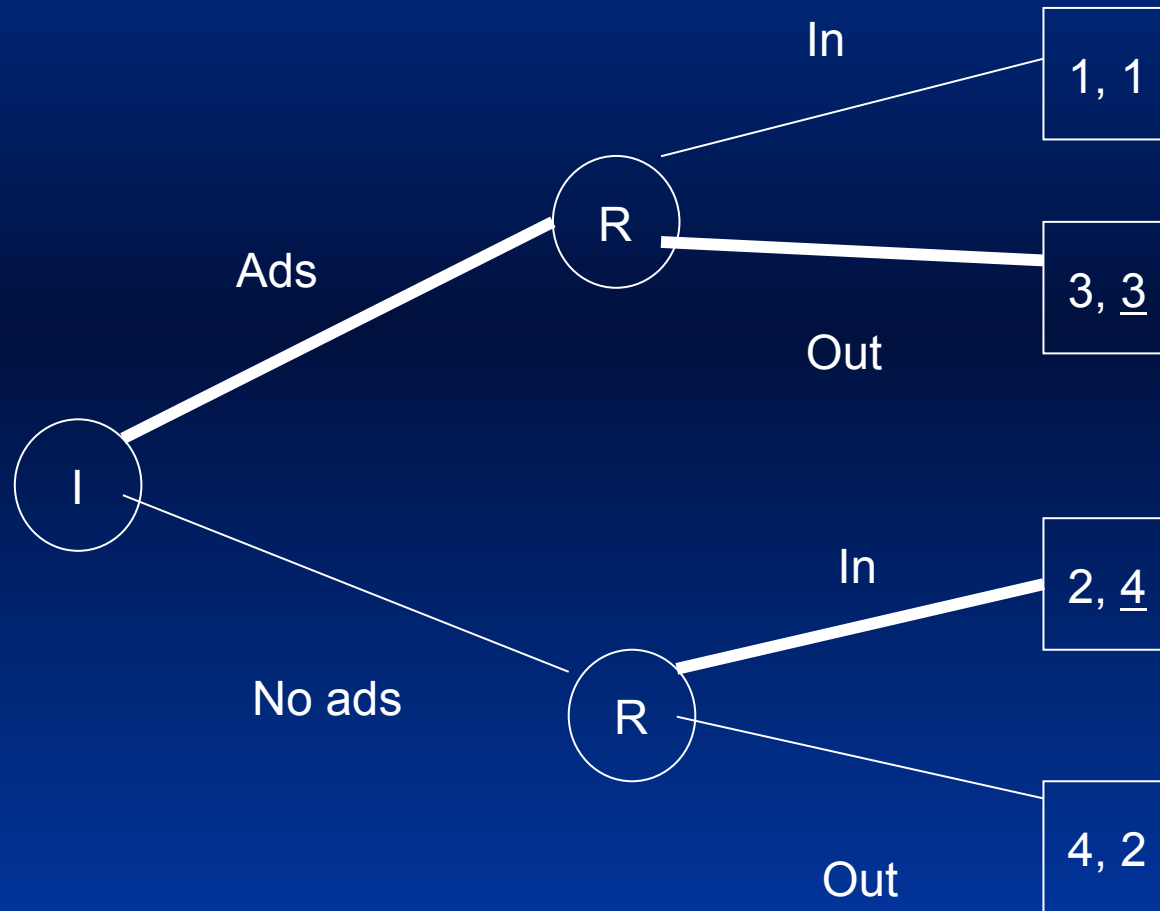 In
1, 1
R
Ads
3, 3
Out
I
In
2, 4
No ads
R
4, 2
Out